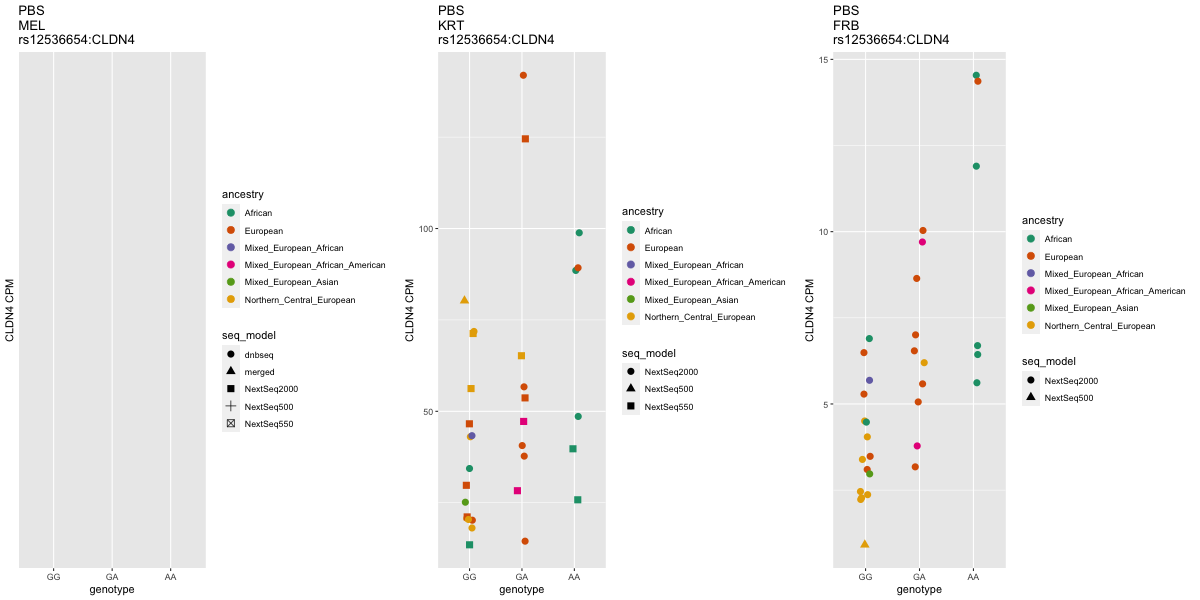 PBS
MEL
rs12536654:CLDN4
CLDN4 CPM
GG GA AA
genotype
ancestry
African
European
Mixed_European_African
Mixed_European_African_American
Mixed_European_Asian
Northern_Central_European
seq_model
dnbseq
merged
NextSeq2000
NextSeq500
NextSeq550
PBS
KRT
rs12536654:CLDN4
CLDN4 CPM
100
50
GG GA AA
genotype
ancestry
African
European
Mixed_European_African
Mixed_European_African_American
Mixed_European_Asian
Northern_Central_European
seq_model
NextSeq2000
NextSeq500
NextSeq550
PBS
FRB
rs12536654:CLDN4
CLDN4 CPM
15
10
5
GG GA AA
genotype
ancestry
African
European
Mixed_European_African
Mixed_European_African_American
Mixed_European_Asian
Northern_Central_European
seq_model
NextSeq2000
NextSeq500